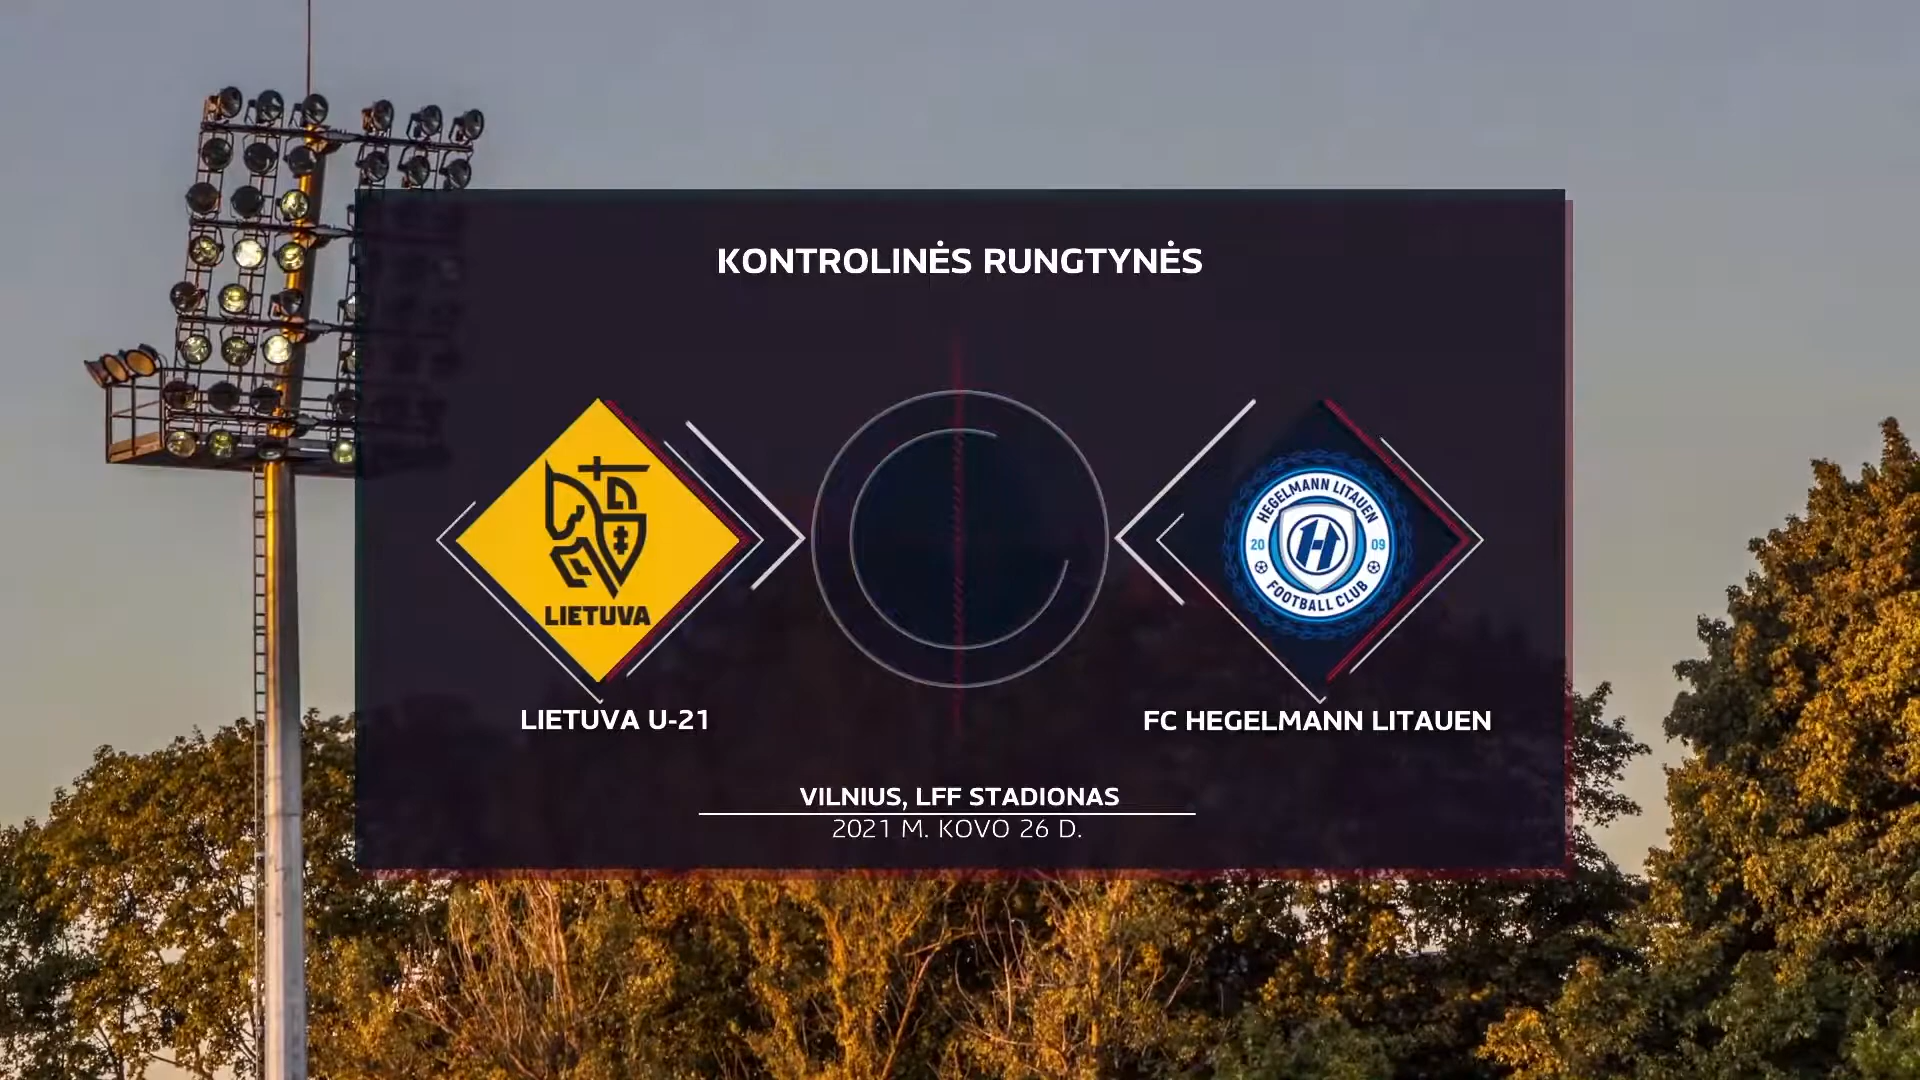 KONTROLINĖS RUNGTYNĖS
LIETUVA
HEGELMANN LITAUEN
20 09
H
FOOTBALL CLUB
LIETUVA U-21
FC HEGELMANN LITAUEN
VILNIUS, LFF STADIONAS
2021 M. KOVO 26 D.